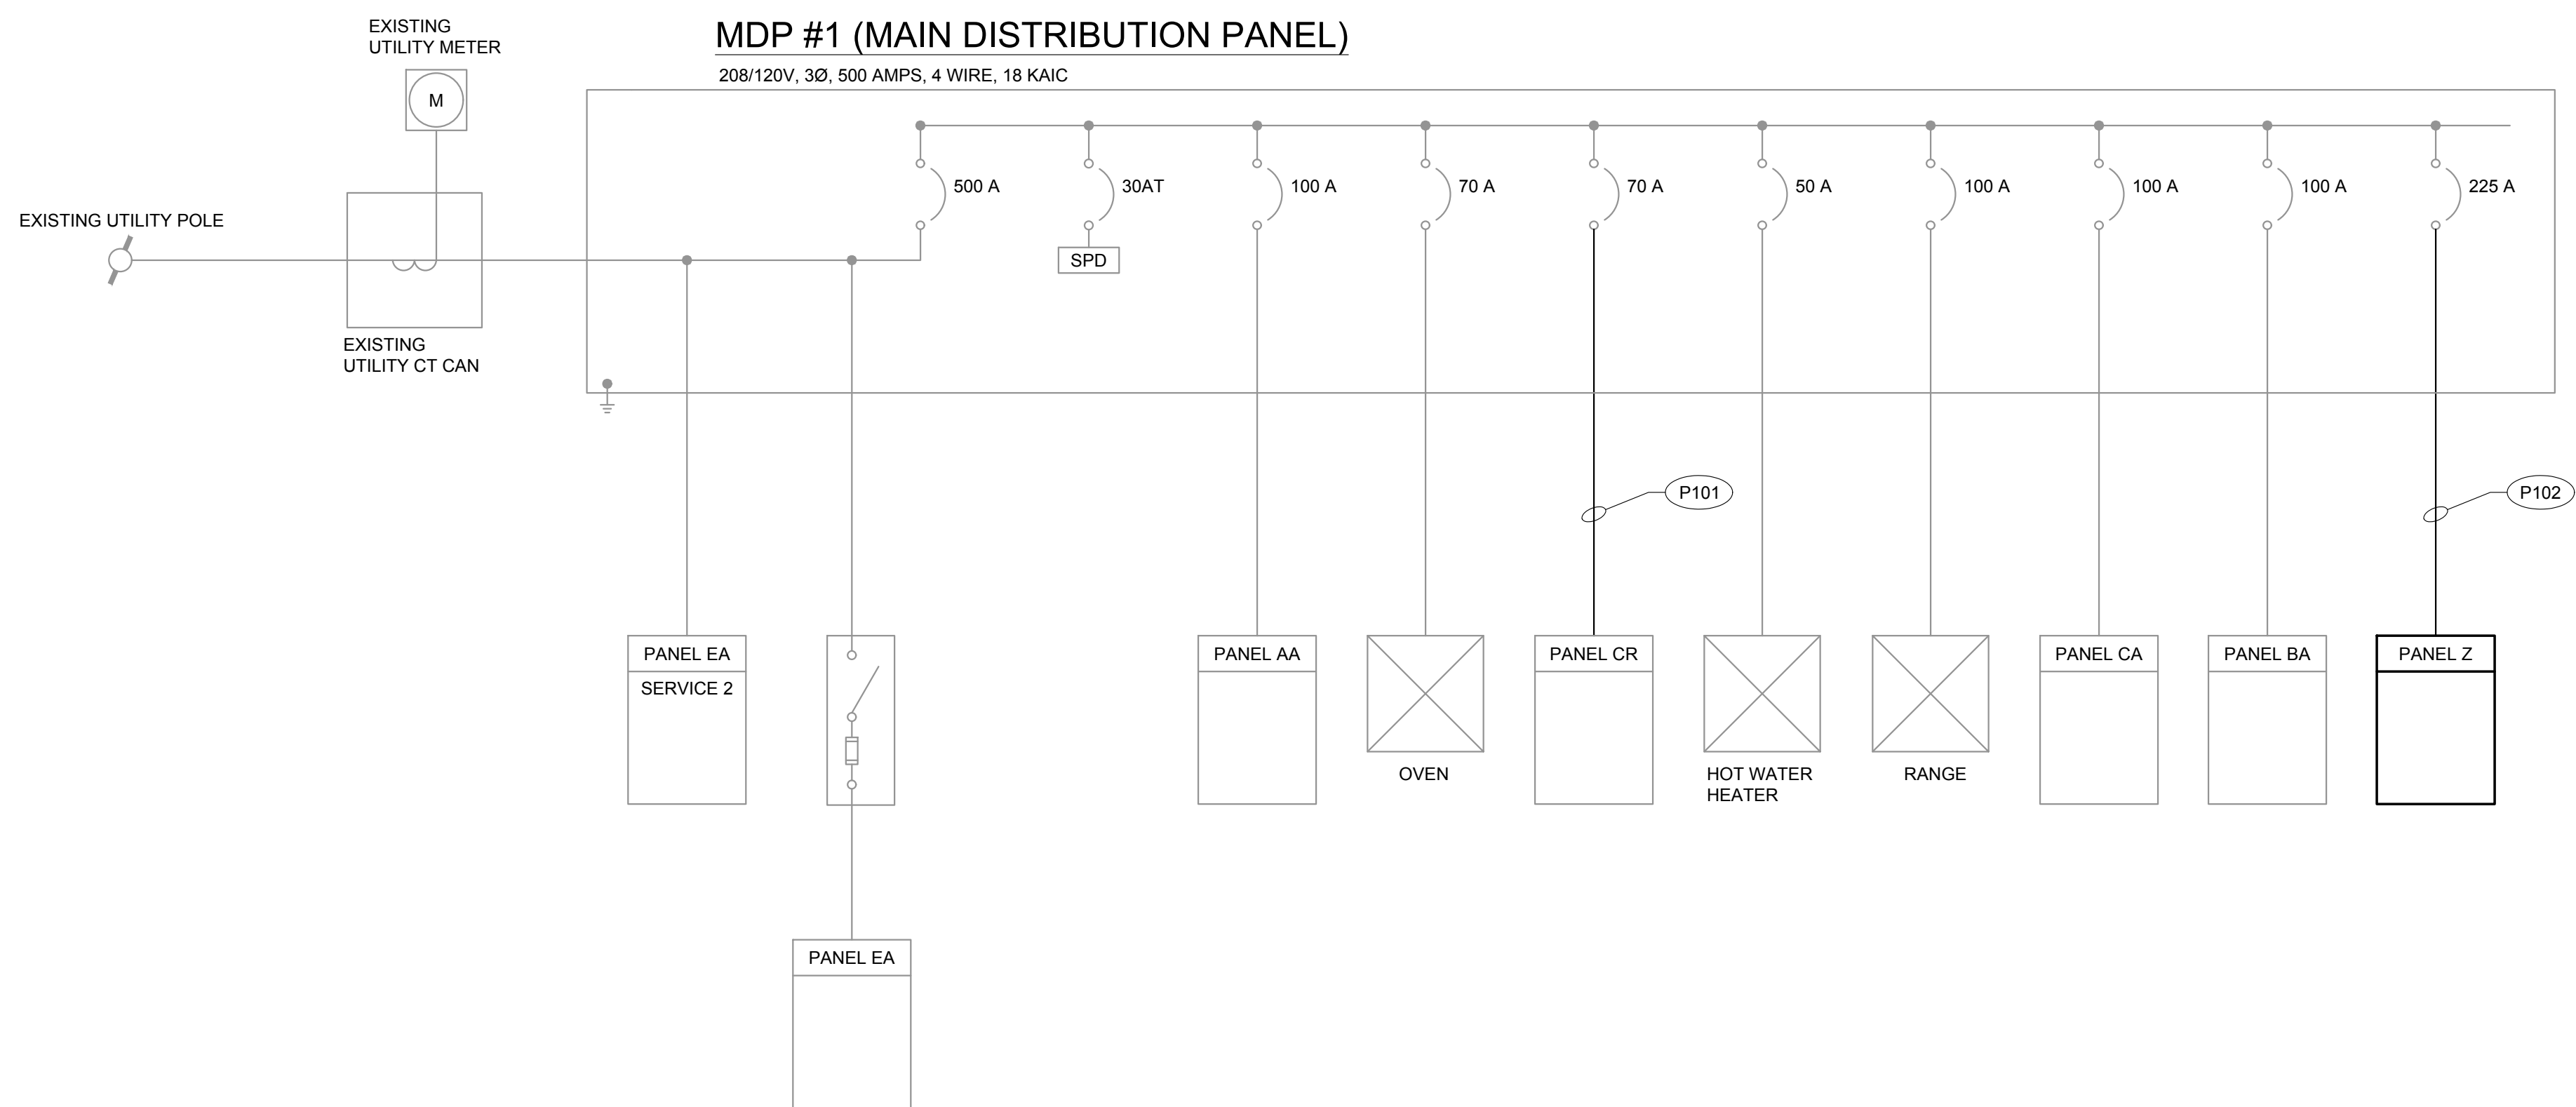 EXISTING
UTILITY METER
MDP #1 (MAIN DISTRIBUTION PANEL)
208/120V, 3Ø, 500 AMPS, 4 WIRE, 18 KAIC
M
500 A
30AT
100 A
70 A
70 A
50 A
100 A
100 A
100 A
225 A
EXISTING UTILITY POLE
SPD
EXISTING
UTILITY CT CAN
P101
P102
PANEL EA
SERVICE 2
PANEL AA
OVEN
PANEL CR
HOT WATER
HEATER
RANGE
PANEL CA
PANEL BA
PANEL Z
PANEL EA